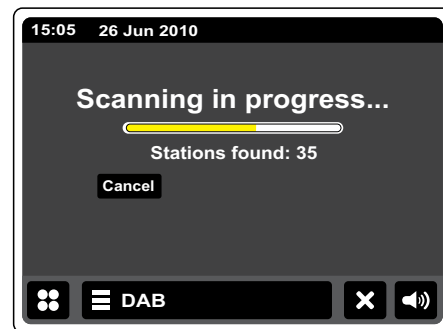 15:05 26 Jun 2010
Scanning in progress...
Stations found: 35
Cancel
DAB